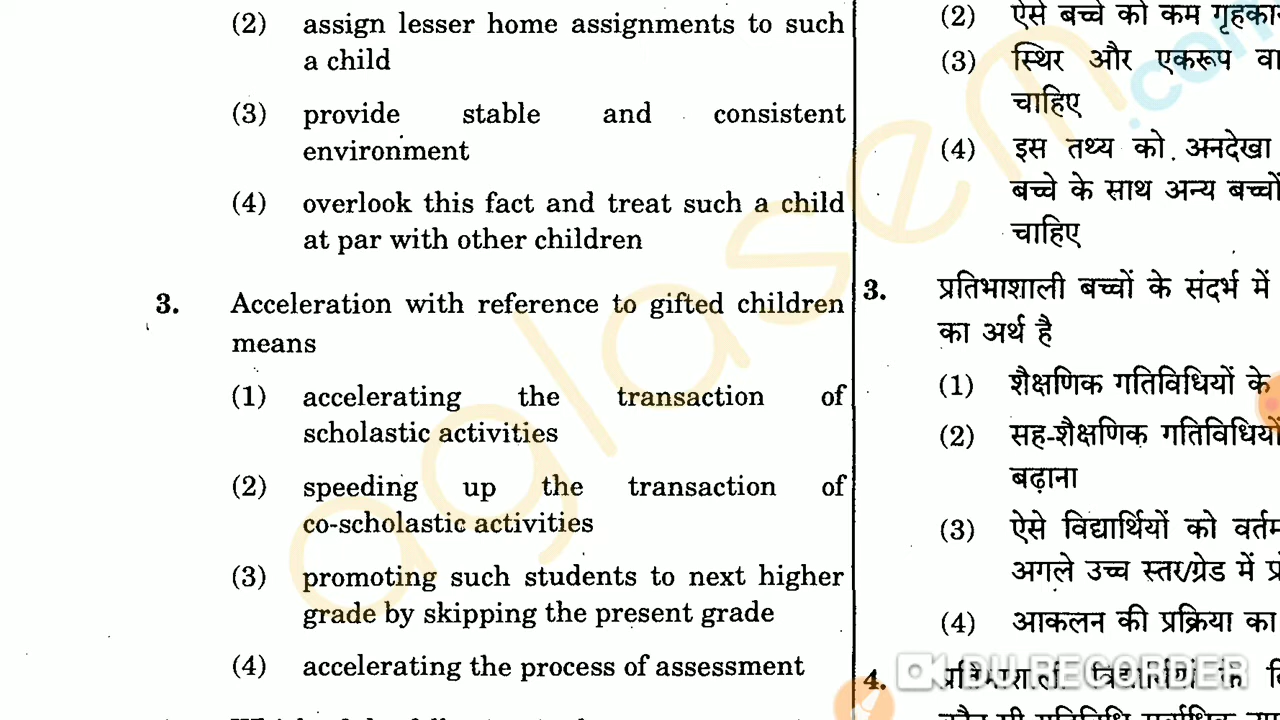 (2) assign lesser home assignments to such
a child
(3) provide stable and consistent
environment
(4) overlook this fact and treat such a child
at par with other children
3. Acceleration with reference to gifted children
means
(1) accelerating the transaction of
scholastic activities
(2) speeding up the transaction of
co-scholastic activities
(3) promoting such students to next higher
grade by skipping the present grade
(4) accelerating the process of assessment
(2) ऐसे बच्चे को कम
(3) स्थिर और एकरूप
चाहिए
(4) इस तथ्य को अनदेखा
बच्चे के साथ अन्य बच्चों
चाहिए
3. प्रतिभाशाली बच्चों के संदर्भ में
का अर्थ है
(1) शैक्षणिक गतिविधियों के
(2) सह-शैक्षणिक गतिविधियों
बढ़ाना
(3) ऐसे विद्यार्थियों को
अगले उच्च स्तर/ग्रेड में
(4) आकलन की प्रक्रिया का
4.
aglasem.com
DU RECORDER